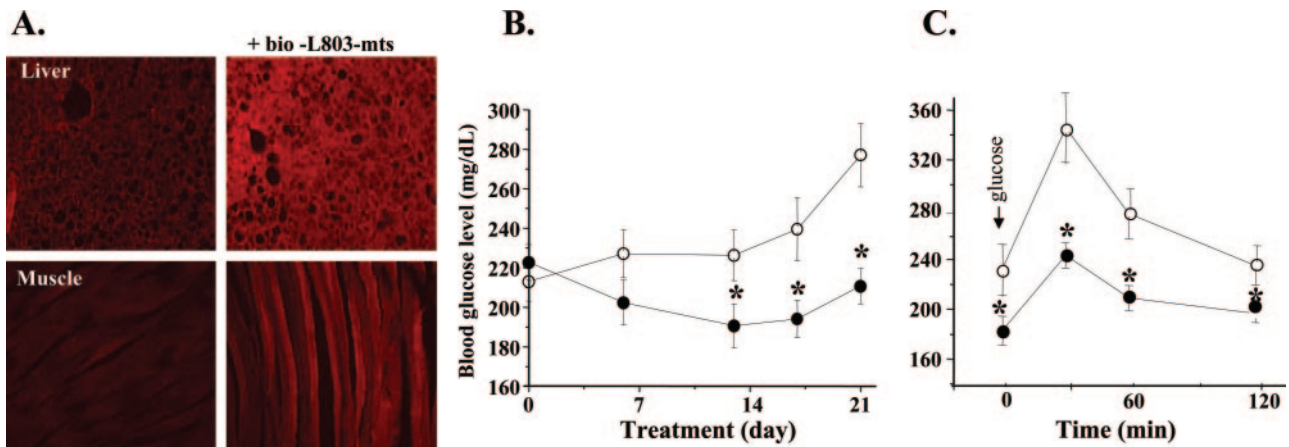 A.
+ bio -L803-mts
Liver
Muscle
B.
Blood glucose level (mg/dL)
300
280
260
240
220
200
180
160
0
7
14
21
*
*
*
Treatment (day)
C.
360
320
280
240
200
160
glucose
*
*
*
*
0
60
120
Time (min)